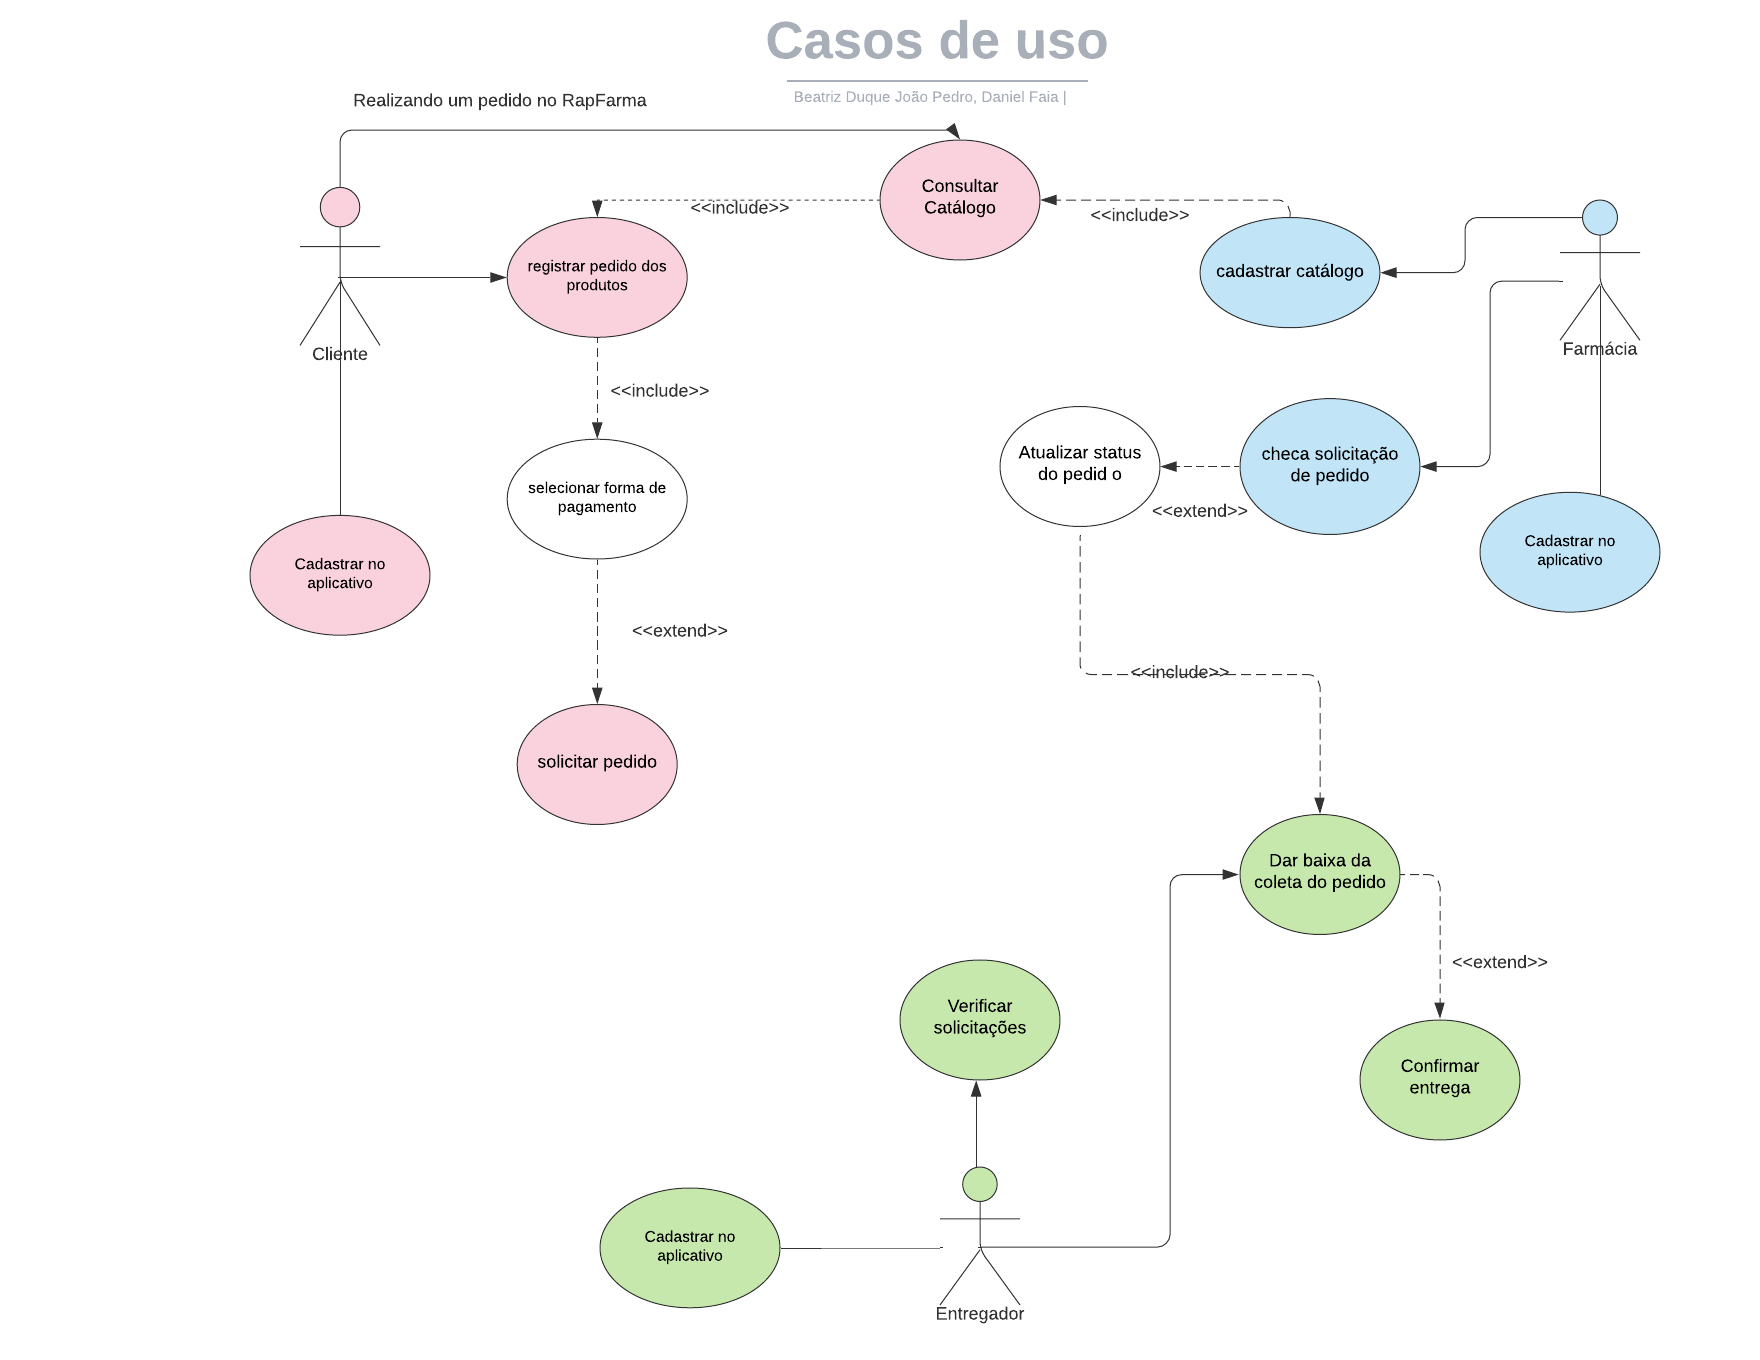 Casos de uso
Beatriz Duque João Pedro, Daniel Faia |
Realizando um pedido no RapFarma
Consultar
Catálogo
<<include>>
<<include>>
registrar pedido dos
produtos
cadastrar catálogo
Cliente
Farmácia
<<include>>
Atualizar status
do pedid o
checa solicitação
de pedido
selecionar forma de
pagamento
<<extend>>
Cadastrar no
aplicativo
Cadastrar no
aplicativo
<<extend>>
<<include>>
solicitar pedido
Dar baixa da
coleta do pedido
<<extend>>
Verificar
solicitações
Confirmar
entrega
Cadastrar no
aplicativo
Entregador